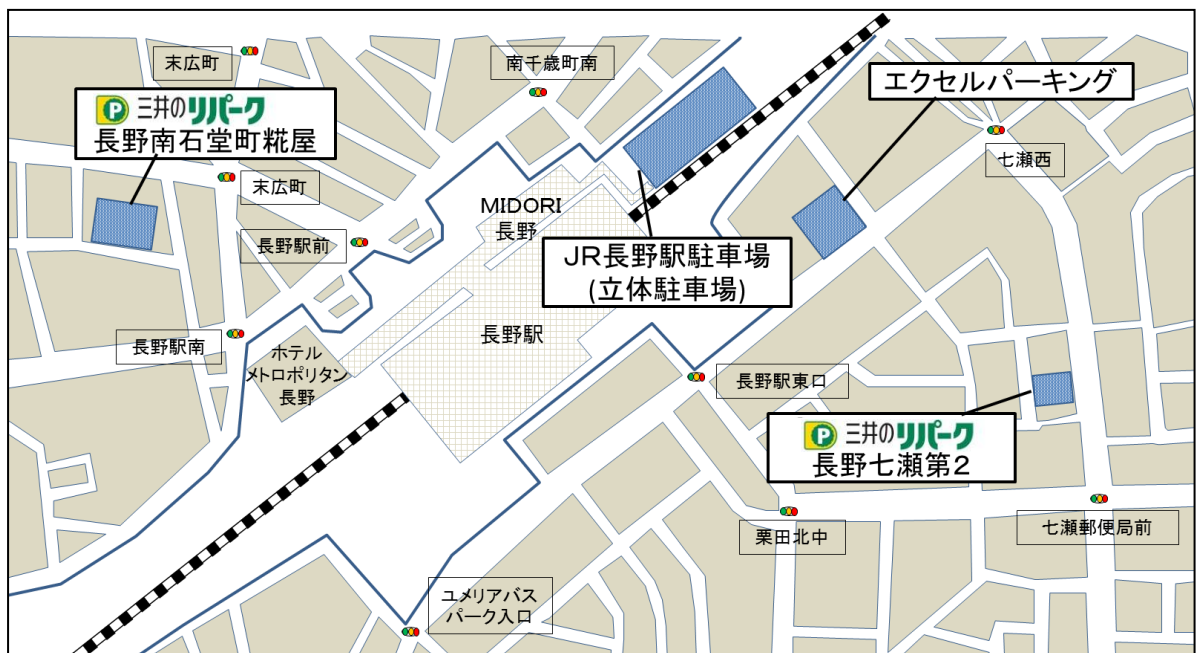 末広町
南千歳町南
エクセルパーキング
P 三井のリパーク
長野南石堂町糀屋
七瀬西
末広町
MIDORI
長野
長野駅前
JR長野駅駐車場
(立体駐車場)
長野駅
長野駅南
ホテル
メトロポリタン
長野
長野駅東口
P 三井のリパーク
長野七瀬第2
栗田北中
七瀬郵便局前
ユメリアバス
パーク入口